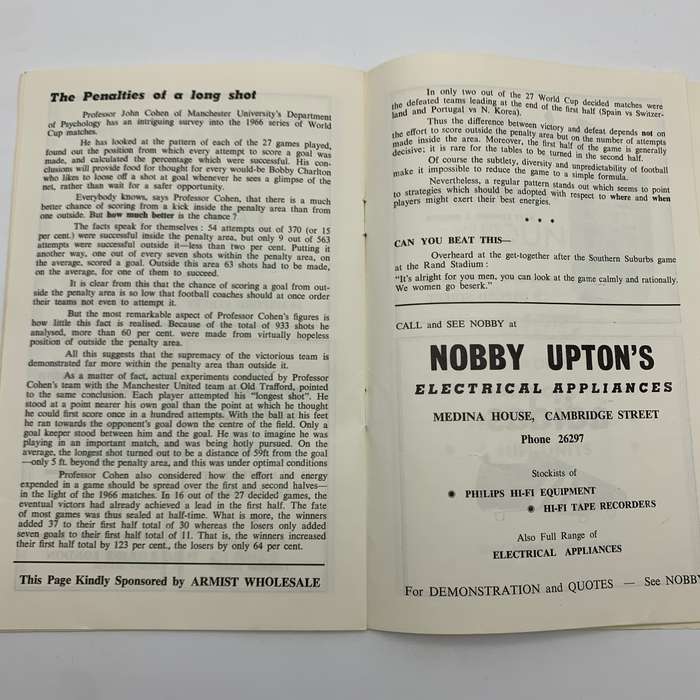 The Penalties of a long shot
Professor John Cohen of Manchester University's Department
of Psychology has an intriguing survey into the 1966 series of World
Cup matches.
He has looked at the pattern of each of the 27 games played,
found out the position from which every attempt to score a goal was
made, and calculated the percentage which were successful. His con-
clusions will provide food for thought for every would-be Bobby Charlton
who likes to loose off a shot at goal whenever he sees a glimpse of the
net, rather than wait for a safer opportunity.
Everybody knows, says Professor Cohen, that there is a much
better chance of scoring from a kick inside the penalty area than from
one outside. But how much better is the chance ?
The facts speak for themselves : 54 attempts out of 370 (or 15
per cent.) were successful inside the penalty area, but only 9 out of 563
attempts were successful outside it—less than two per cent. Putting it
another way, one out of every seven shots within the penalty area, on
the average, scored a goal. Outside this area 63 shots had to be made,
on the average, for one of them to succeed.
It is clear from this that the chance of scoring a goal from out-
side the penalty area is so low that football coaches should at once order
their teams not even to attempt it.
But the most remarkable aspect of Professor Cohen's figures is
how little this fact is realised. Because of the total of 933 shots he
analysed, more than 60 per cent. were made from virtually hopeless
position of outside the penalty area.
All this suggests that the supremacy of the victorious team is
demonstrated far more within the penalty area than outside it.
As a matter of fact, actual experiments conducted by Professor
Cohen's team with the Manchester United team at Old Trafford, pointed
to the same conclusion. Each player attempted his "longest shot". He
stood at a point nearer his own goal than the point at which he thought
he could first score once in a hundred attempts. With the ball at his feet
he ran towards the opponent's goal down the centre of the field. Only a
goal keeper stood between him and the goal. He was to imagine he was
playing in an important match, and was being hotly pursued. On the
average, the longest shot turned out to be a distance of 59ft from the goal
—only 5 ft. beyond the penalty area, and this was under optimal conditions
Professor Cohen also considered how the effort and energy
expended in a game should be spread over the first and second halves—
in the light of the 1966 matches. In 16 out of the 27 decided games, the
eventual victors had already achieved a lead in the first half. The fate
of most games was thus sealed at half-time. What is more, the winners
added 37 to their first half total of 30 whereas the losers only added
seven goals to their first half total of 11. That is, the winners increased
their first half total by 123 per cent., the losers by only 64 per cent.
This Page Kindly Sponsored by ARMIST WHOLESALE
In only two out of the 27 World Cup decided matches were
the defeated teams leading at the end of the first half (Spain vs Switzer-
land and Portugal vs N. Korea).
Thus the difference between victory and defeat depends not on
the effort to score outside the penalty area but on the number of attempts
made inside the area. Moreover, the first half of the game is generally
decisive; it is rare for the tables to be turned in the second half.
Of course the subtlety, diversity and unpredictability of football
make it impossible to reduce the game to a simple formula.
Nevertheless, a regular pattern stands out which seems to point
to strategies which should be adopted with respect to where and when
players might exert their best energies.
* * *
CAN YOU BEAT THIS—
Overheard at the get-together after the Southern Suburbs game
at the Rand Stadium :
"It's alright for you men, you can look at the game calmly and rationally.
We women go beserk."
CALL and SEE NOBBY at
NOBBY UPTON'S
ELECTRICAL APPLIANCES
MEDINA HOUSE, CAMBRIDGE STREET
Phone 26297
Stockists of
PHILIPS HI-FI EQUIPMENT
HI-FI TAPE RECORDERS
Also Full Range of
ELECTRICAL APPLIANCES
For DEMONSTRATION and QUOTES — See NOBBY